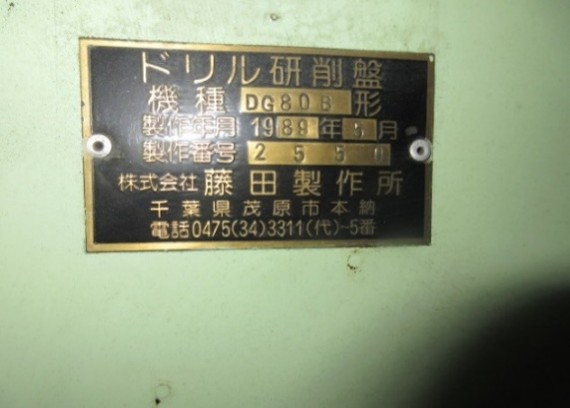 ドリル研削盤
機種 DG80B 形
製作年月 1989年5月
製作番号 2550
株式会社 藤田製作所
千葉県茂原市本納
電話0475(34)3311(代)~5番